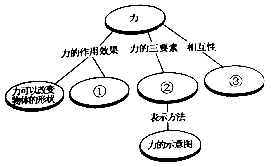 力
力的作用效果
力的三要素
相互性
力可以改变
物体的形状
①
②
③
表示方法
力的示意图